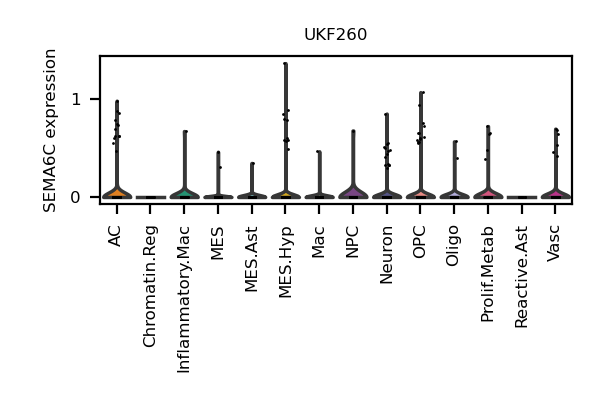 UKF260
SEMA6C expression
1
0
AC
Chromatin.Reg
Inflammatory.Mac
MES
MES.Ast
MES.Hyp
Mac
NPC
Neuron
OPC
Oligo
Prolif.Metab
Reactive.Ast
Vasc